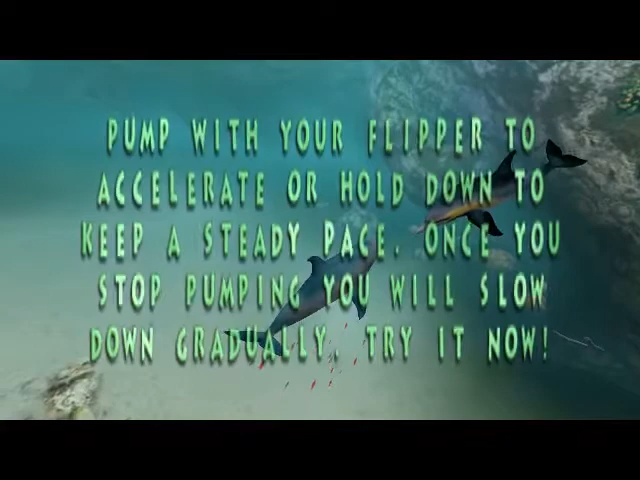 PUMP WITH YOUR FLIPPER TO
ACCELERATE OR HOLD DOWN TO
KEEP A STEADY PACE. ONCE YOU
STOP PUMPING YOU WILL SLOW
DOWN GRADUALLY. TRY IT NOW!